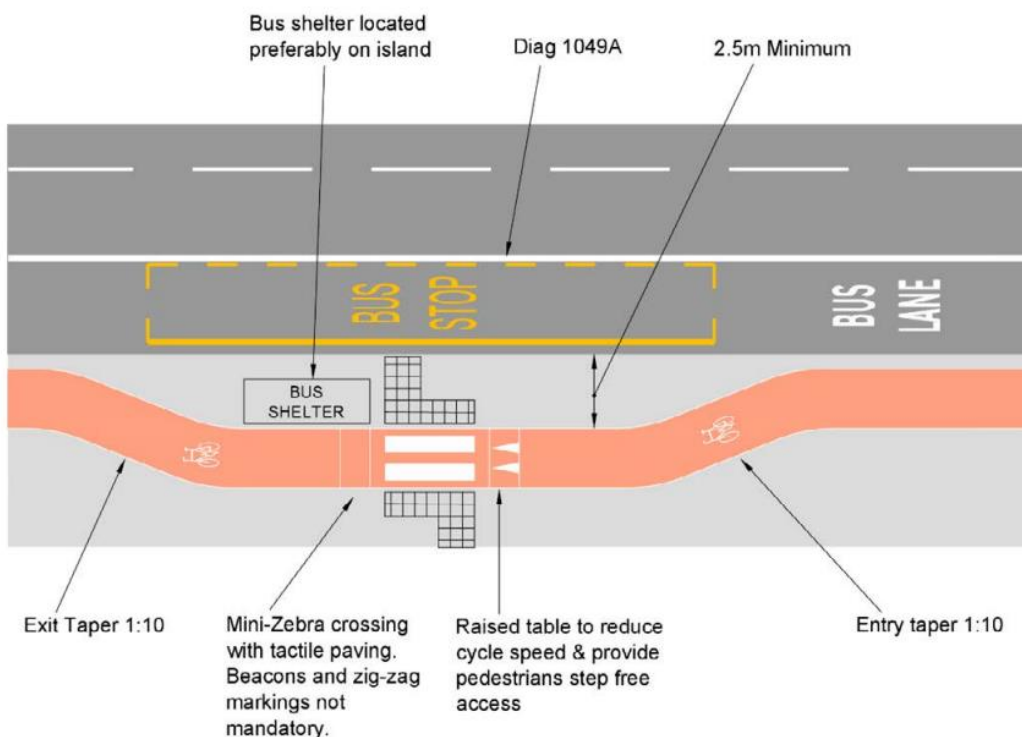 Bus shelter located
preferably on island
Diag 1049A
2.5m Minimum
BUS
STOP
BUS
LANE
BUS
SHELTER
Exit Taper 1:10
Mini-Zebra crossing
with tactile paving.
Beacons and zig-zag
markings not
mandatory.
Raised table to reduce
cycle speed & provide
pedestrians step free
access
Entry taper 1:10